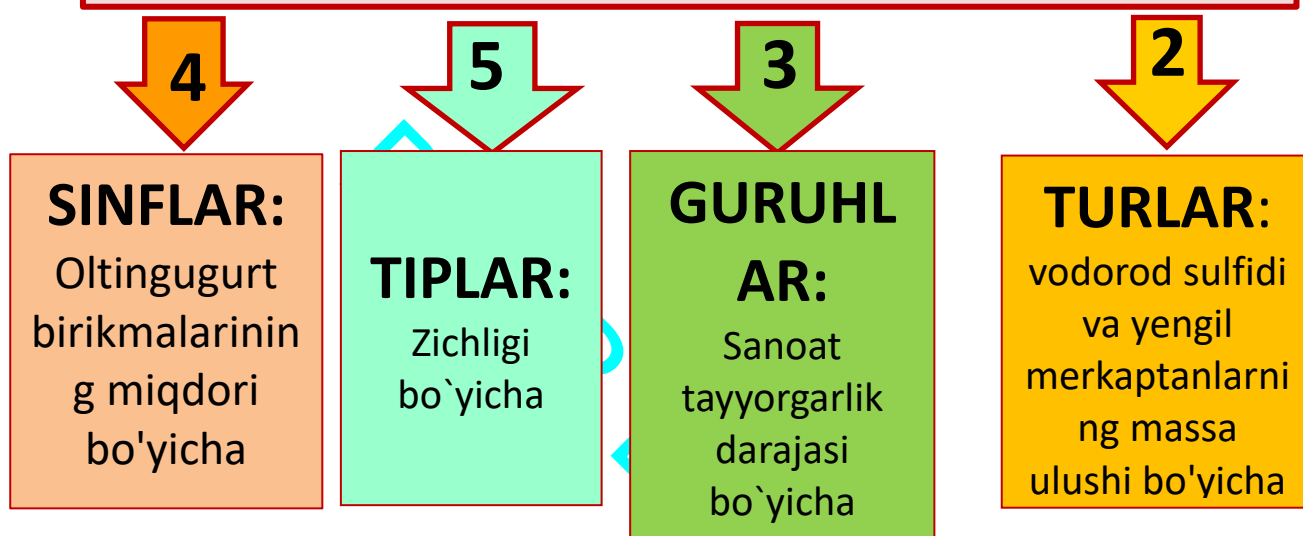 4
5
3
2
SINFLAR:
Oltingugurt
birikmalarinin
g miqdori
bo'yicha
TIPLAR:
Zichligi
bo`yicha
GURUHL
AR:
Sanoat
tayyorgarlik
darajasi
bo`yicha
TURLAR:
vodorod sulfidi
va yengil
merkaptanlarni
ng massa
ulushi bo'yicha